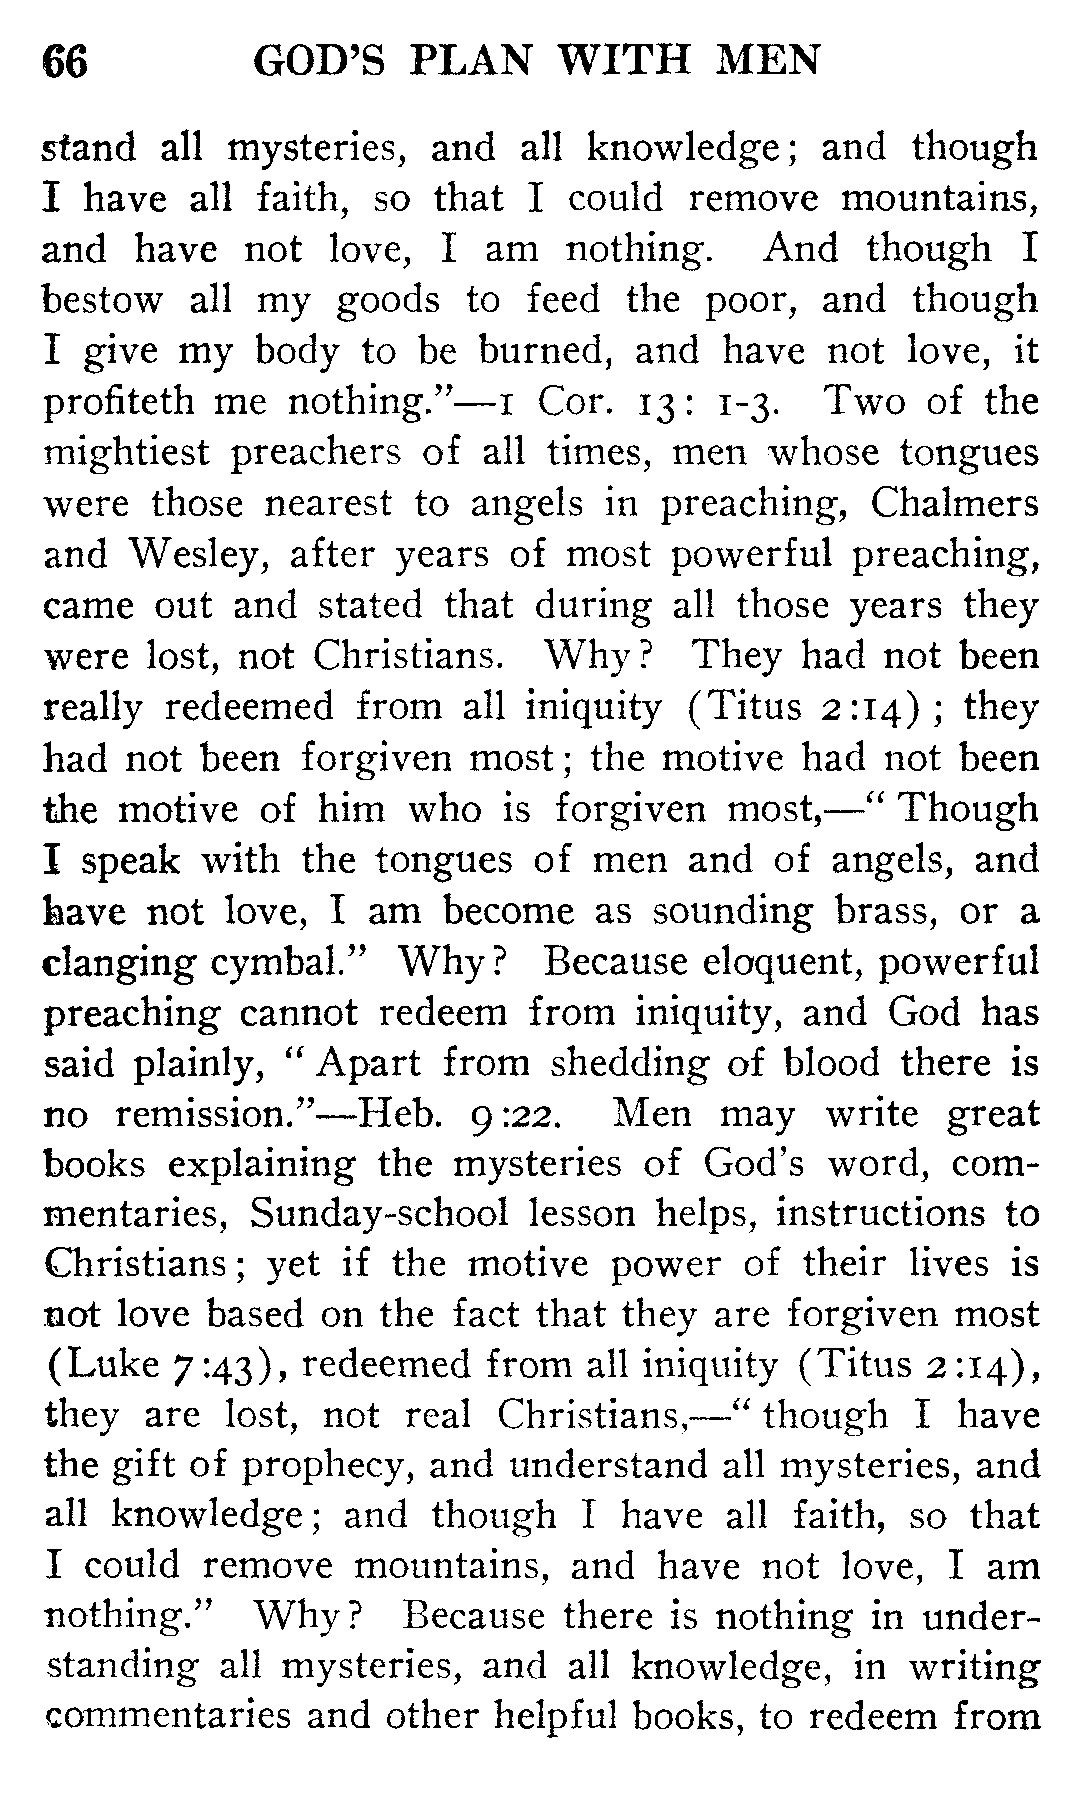 66 GOD'S PLAN WITH MEN
stand all mysteries, and all knowledge; and though
I have all faith, so that I could remove mountains,
and have not love, I am nothing. And though I
bestow all my goods to feed the poor, and though
I give my body to be burned, and have not love, it
profiteth me nothing."—1 Cor. 13: 1-3. Two of the
mightiest preachers of all times, men whose tongues
were those nearest to angels in preaching, Chalmers
and Wesley, after years of most powerful preaching,
came out and stated that during all those years they
were lost, not Christians. Why? They had not been
really redeemed from all iniquity (Titus 2:14); they
had not been forgiven most; the motive had not been
the motive of him who is forgiven most,—"Though
I speak with the tongues of men and of angels, and
have not love, I am become as sounding brass, or a
clanging cymbal." Why? Because eloquent, powerful
preaching cannot redeem from iniquity, and God has
said plainly, "Apart from shedding of blood there is
no remission."—Heb. 9:22. Men may write great
books explaining the mysteries of God's word, com-
mentaries, Sunday-school lesson helps, instructions to
Christians; yet if the motive power of their lives is
not love based on the fact that they are forgiven most
(Luke 7:43), redeemed from all iniquity (Titus 2:14),
they are lost, not real Christians,—"though I have
the gift of prophecy, and understand all mysteries, and
all knowledge; and though I have all faith, so that
I could remove mountains, and have not love, I am
nothing." Why? Because there is nothing in under-
standing all mysteries, and all knowledge, in writing
commentaries and other helpful books, to redeem from